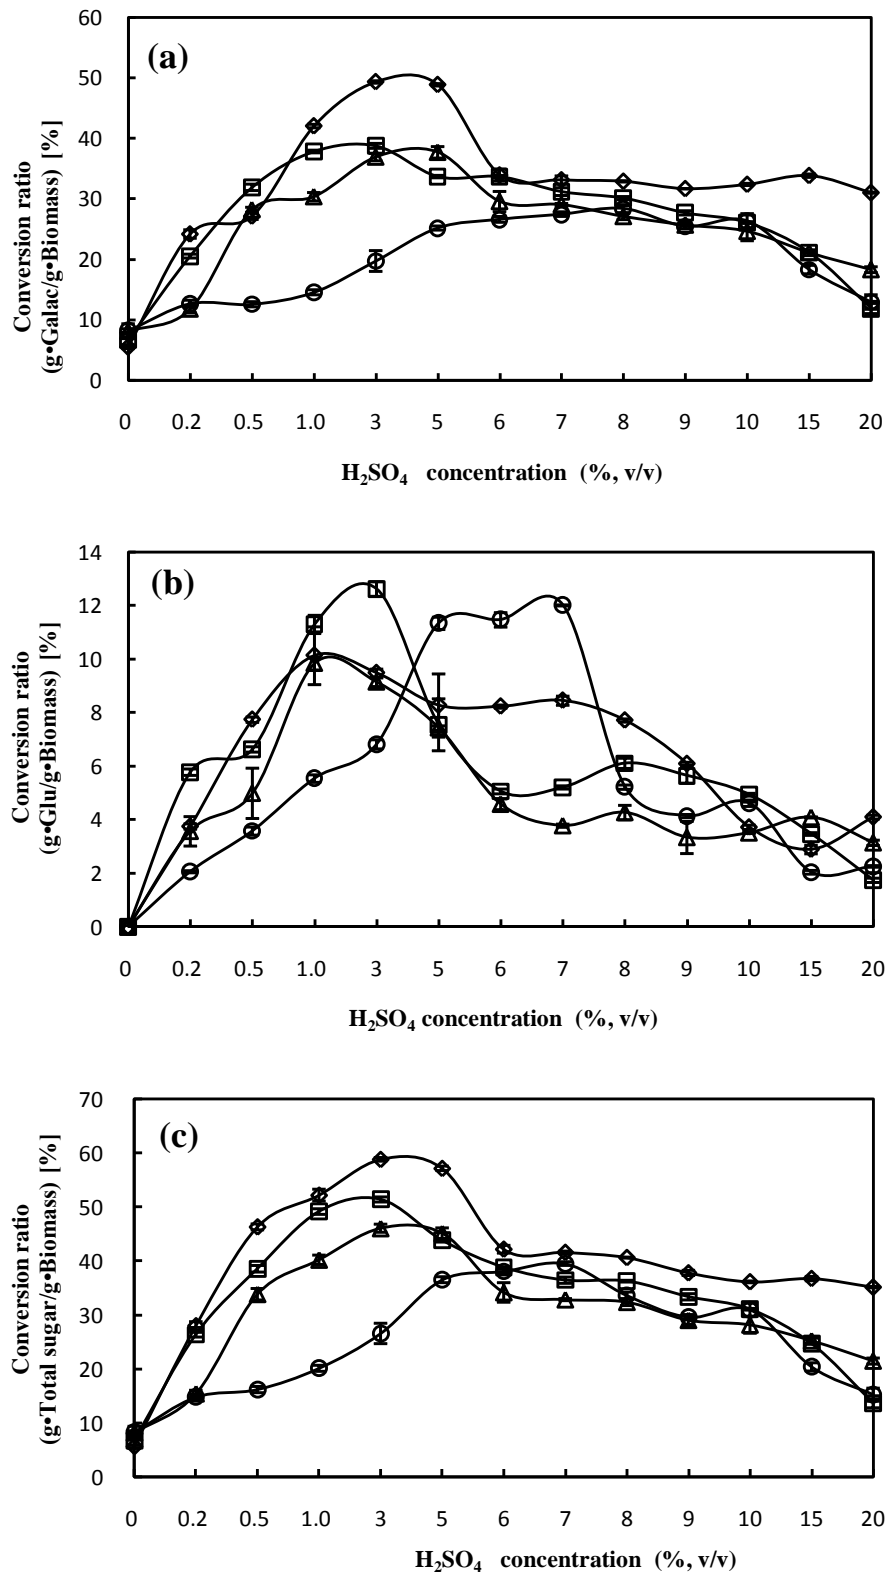 (a)
Conversion ratio
(g•Galac/g•Biomass) [%]
60
50
40
30
20
10
0
0 0.2 0.5 1.0 3 5 6 7 8 9 10 15 20
H₂SO₄ concentration (%, v/v)
(b)
Conversion ratio
(g•Glu/g•Biomass) [%]
14
12
10
8
6
4
2
0
0 0.2 0.5 1.0 3 5 6 7 8 9 10 15 20
H₂SO₄ concentration (%, v/v)
(c)
Conversion ratio
(g•Total sugar/g•Biomass) [%]
70
60
50
40
30
20
10
0
0 0.2 0.5 1.0 3 5 6 7 8 9 10 15 20
H₂SO₄ concentration (%, v/v)